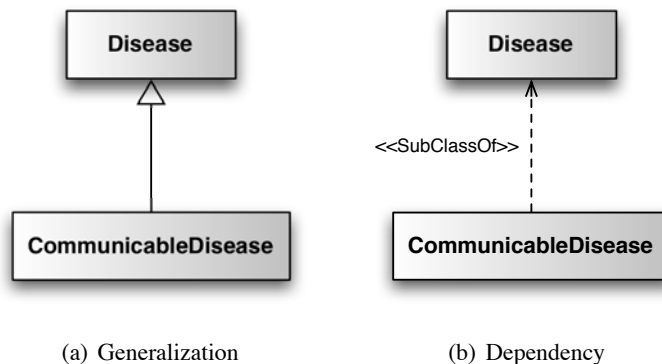 Disease
Disease
<<SubClassOf>>
CommunicableDisease
CommunicableDisease
(a) Generalization
(b) Dependency